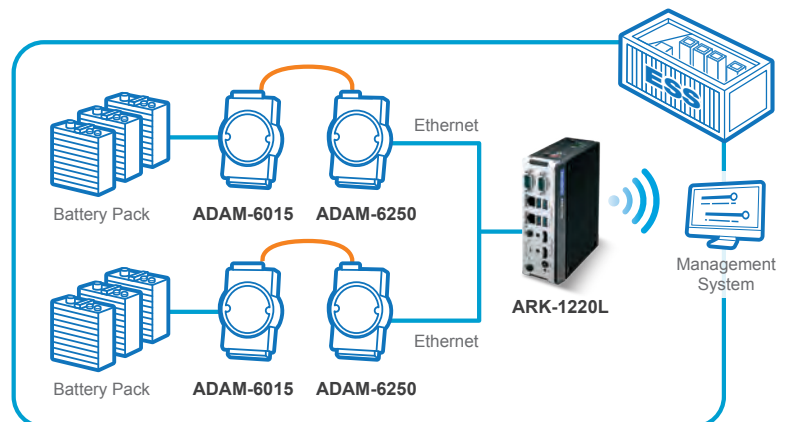 ESS
Ethernet
Battery Pack
ADAM-6015
ADAM-6250
Management
System
ARK-1220L
Ethernet
Battery Pack
ADAM-6015
ADAM-6250